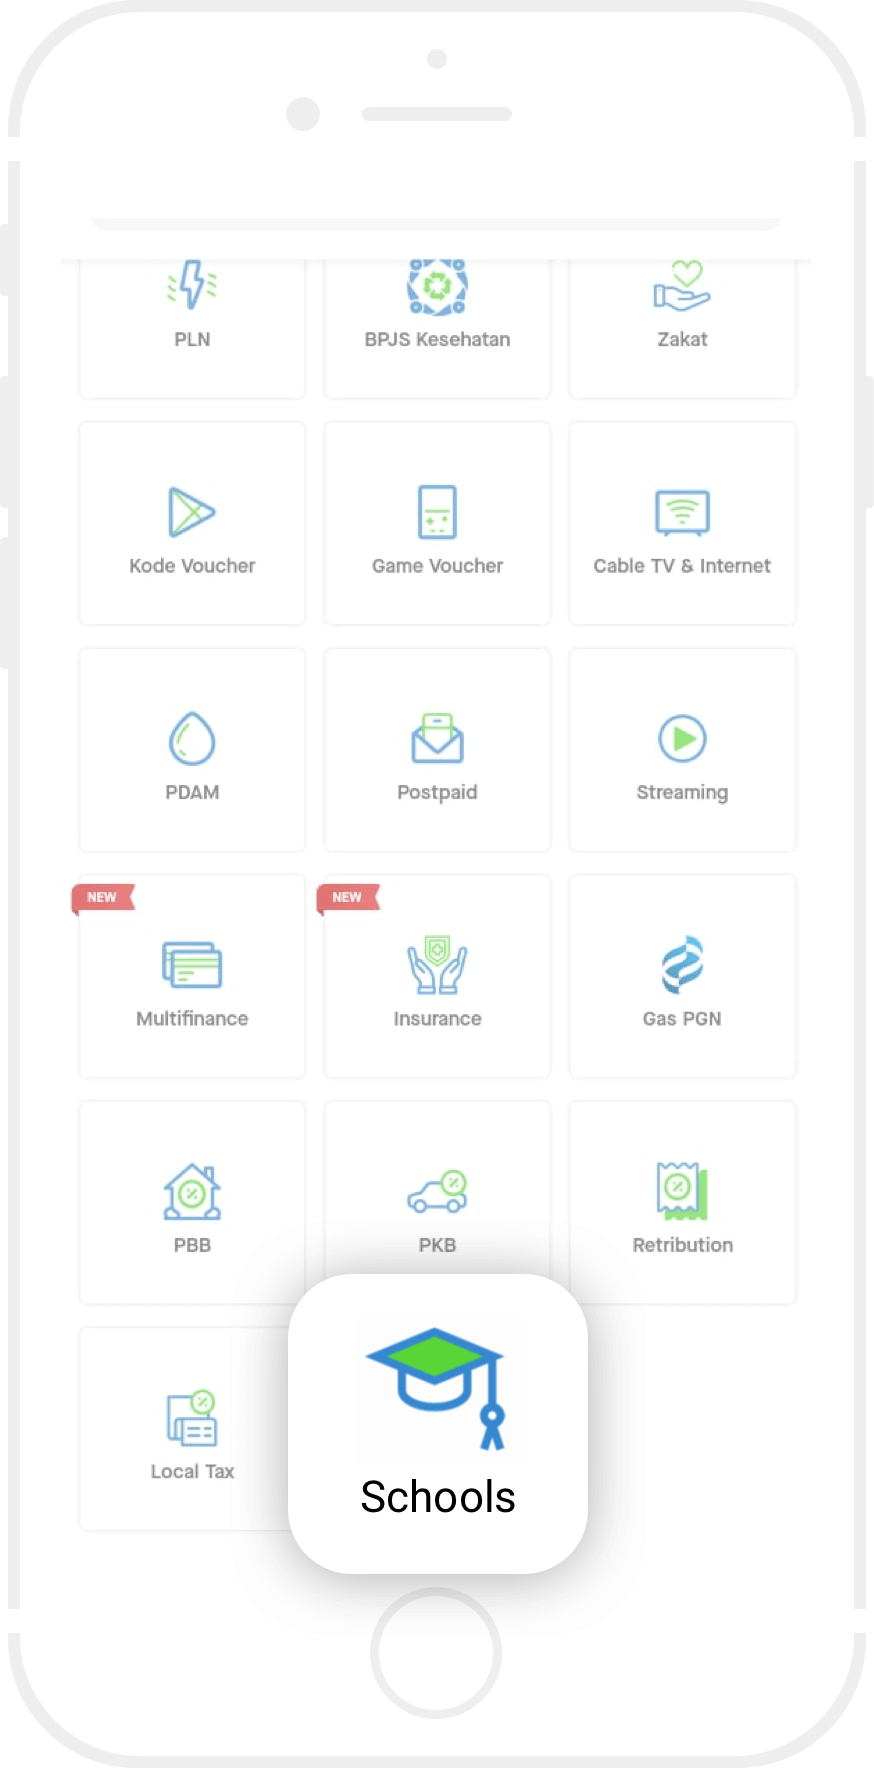 PLN
BPJS Kesehatan
Zakat
Kode Voucher
Game Voucher
Cable TV & Internet
PDAM
Postpaid
Streaming
NEW
Multifinance
NEW
Insurance
Gas PGN
PBB
PKB
Retribution
Local Tax
Schools